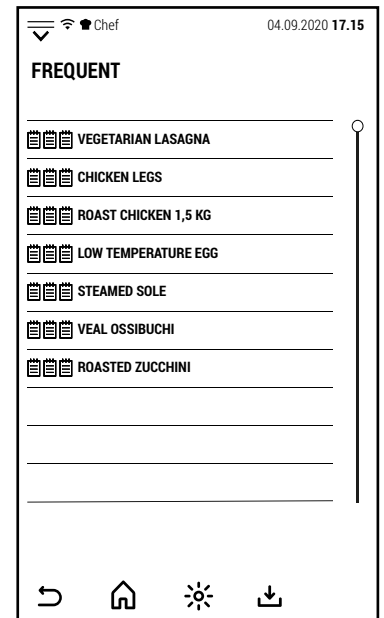 Chef 04.09.2020 17.15
FREQUENT
VEGETARIAN LASAGNA
CHICKEN LEGS
ROAST CHICKEN 1,5 KG
LOW TEMPERATURE EGG
STEAMED SOLE
VEAL OSSIBUCHI
ROASTED ZUCCHINI